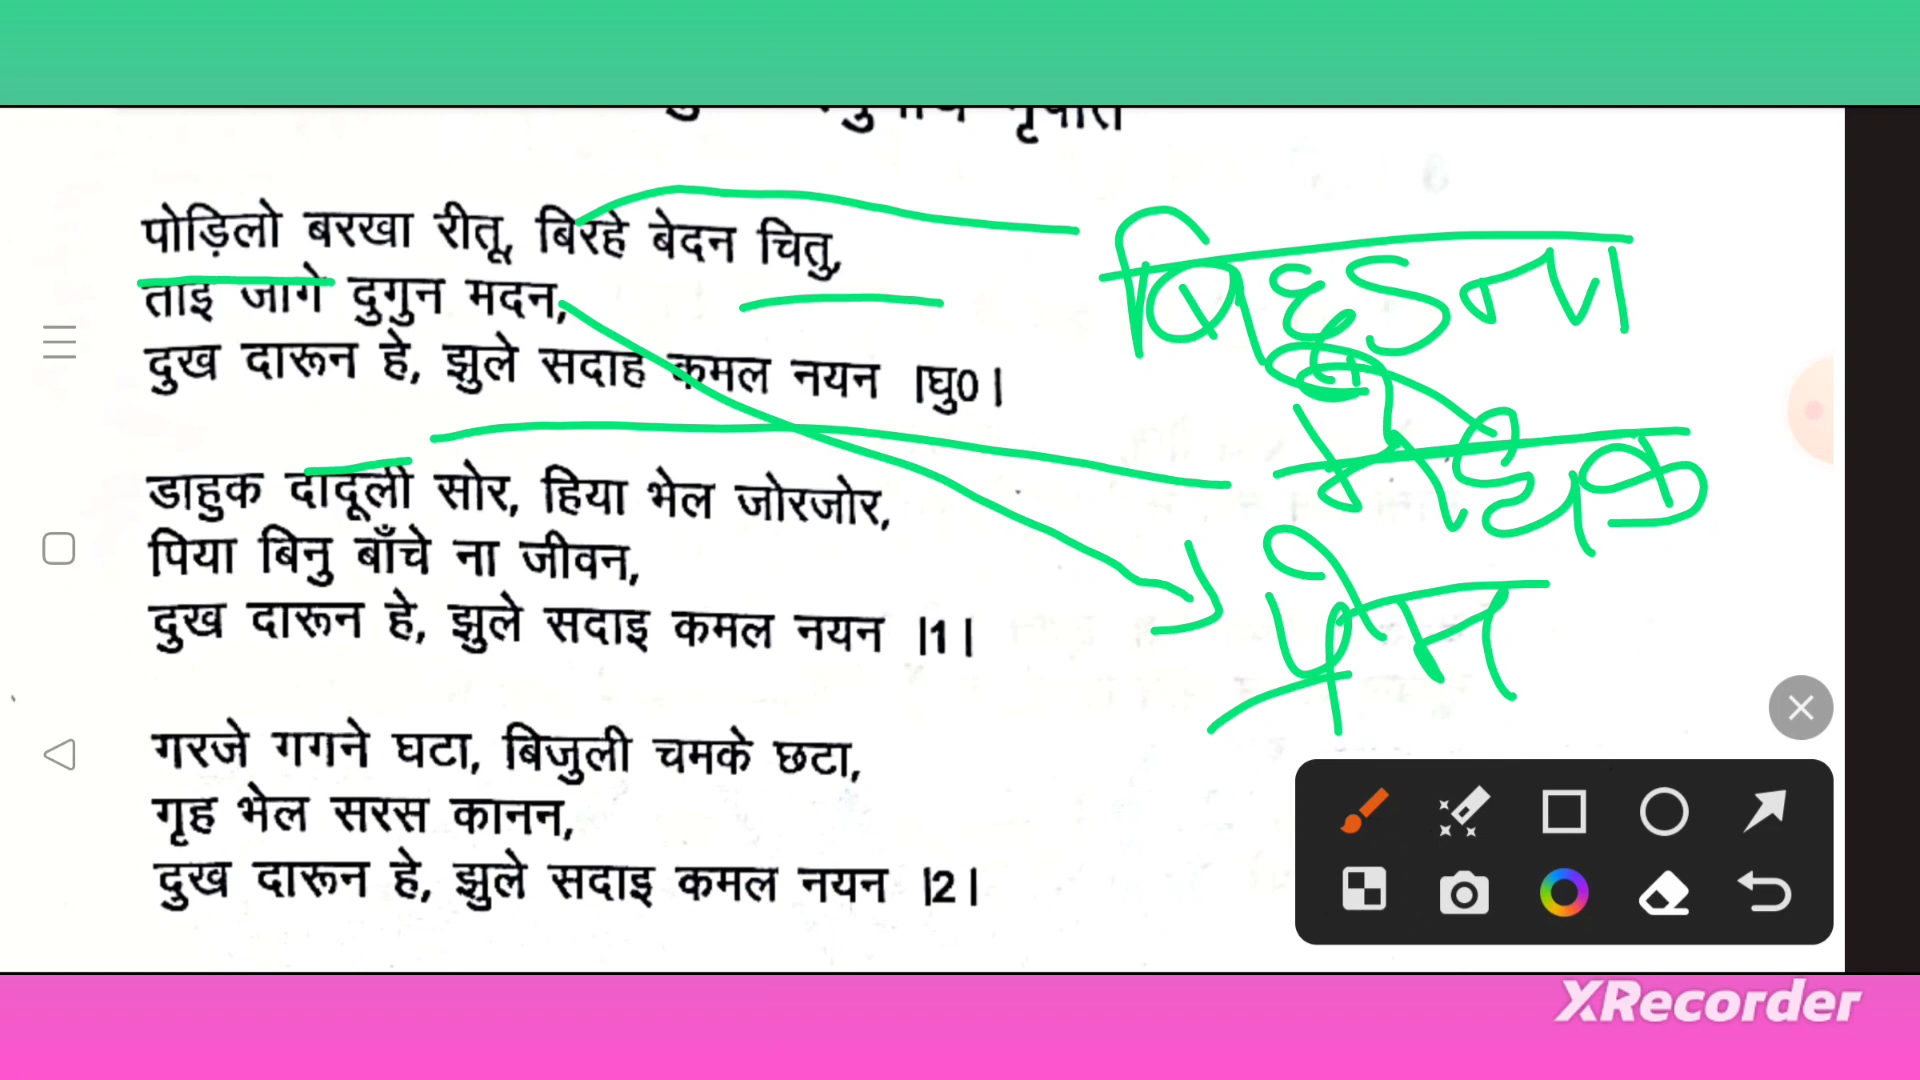 पोड़िलो बरखा रीतू, बिरहे बेदन चितु,
ताइ जागे दुगुन मदन,
दुख दारून हे, झुले सदाह कमल नयन ।घु0।
डाहुक दादूली सोर, हिया भेल जोरजोर,
पिया बिनु बाँचे ना जीवन,
दुख दारून हे, झुले सदाइ कमल नयन ।1।
गरजे गगने घटा, बिजुली चमके छटा,
गृह भेल सरस कानन,
दुख दारून हे, झुले सदाइ कमल नयन ।2।
प्रेम
XRecorder